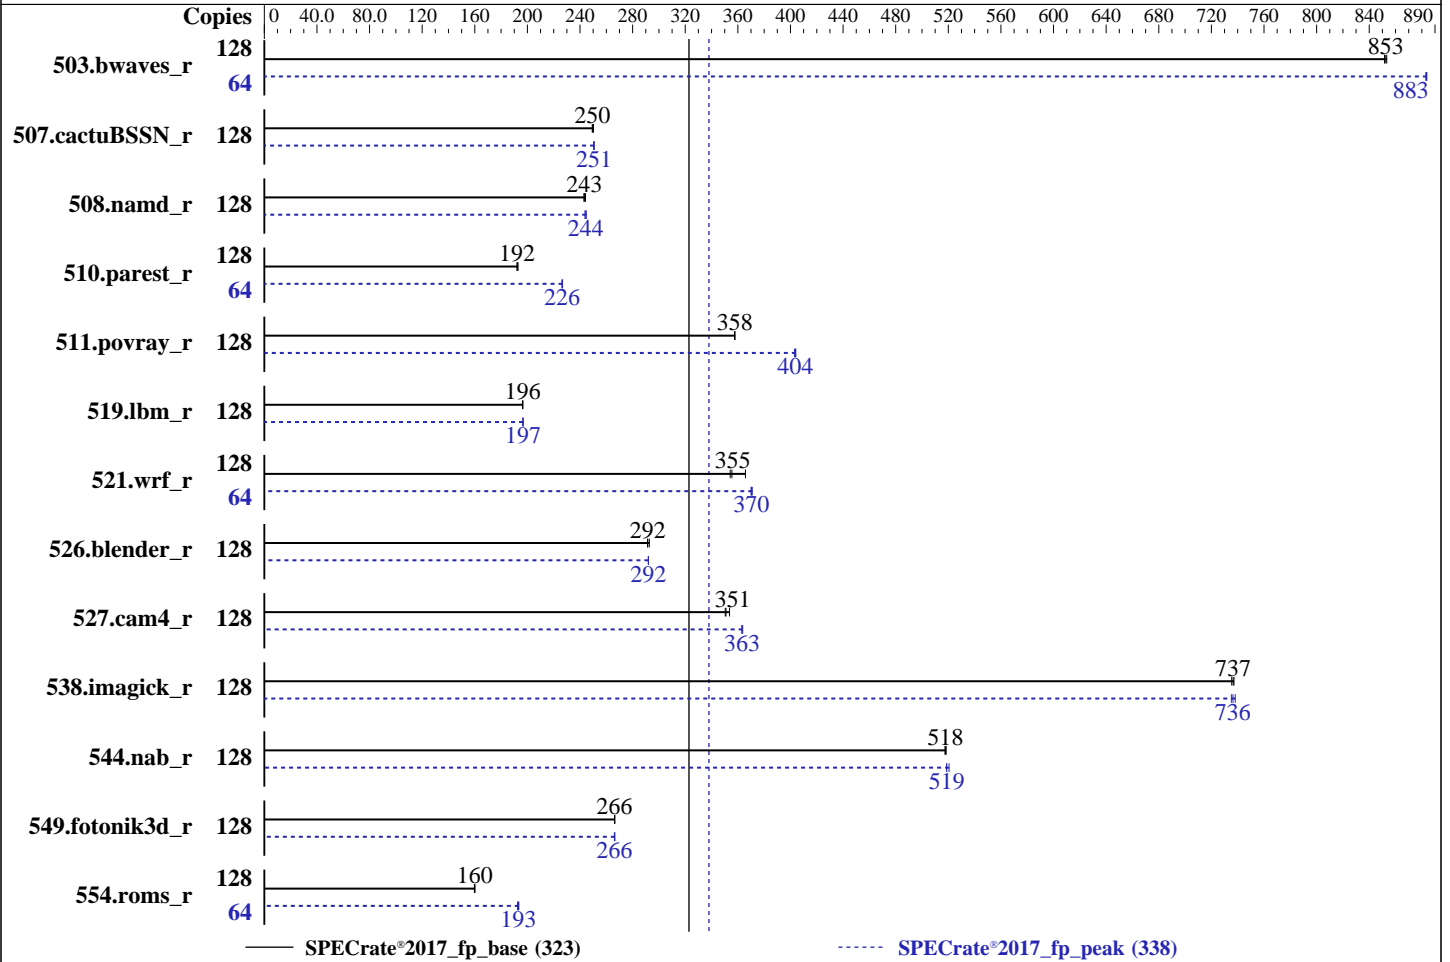 Copies 0 40.0 80.0 120 160 200 240 280 320 360 400 440 480 520 560 600 640 680 720 760 800 840 890
503.bwaves_r 128 853
64 883
507.cactuBSSN_r 128 250
251
508.namd_r 128 243
244
510.parest_r 128 192
64 226
511.povray_r 128 358
404
519.lbm_r 128 196
197
521.wrf_r 128 355
64 370
526.blender_r 128 292
292
527.cam4_r 128 351
363
538.imagick_r 128 737
736
544.nab_r 128 518
519
549.fotonik3d_r 128 266
266
554.roms_r 128 160
64 193
SPECrate®2017_fp_base (323) SPECrate®2017_fp_peak (338)